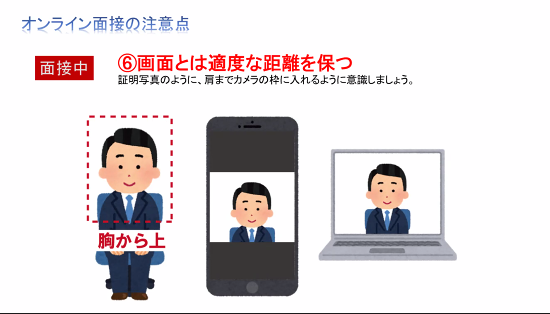 オンライン面接の注意点
面接中
⑥画面とは適度な距離を保つ
証明写真のように、肩までカメラの枠に入れるように意識しましょう。
胸から上